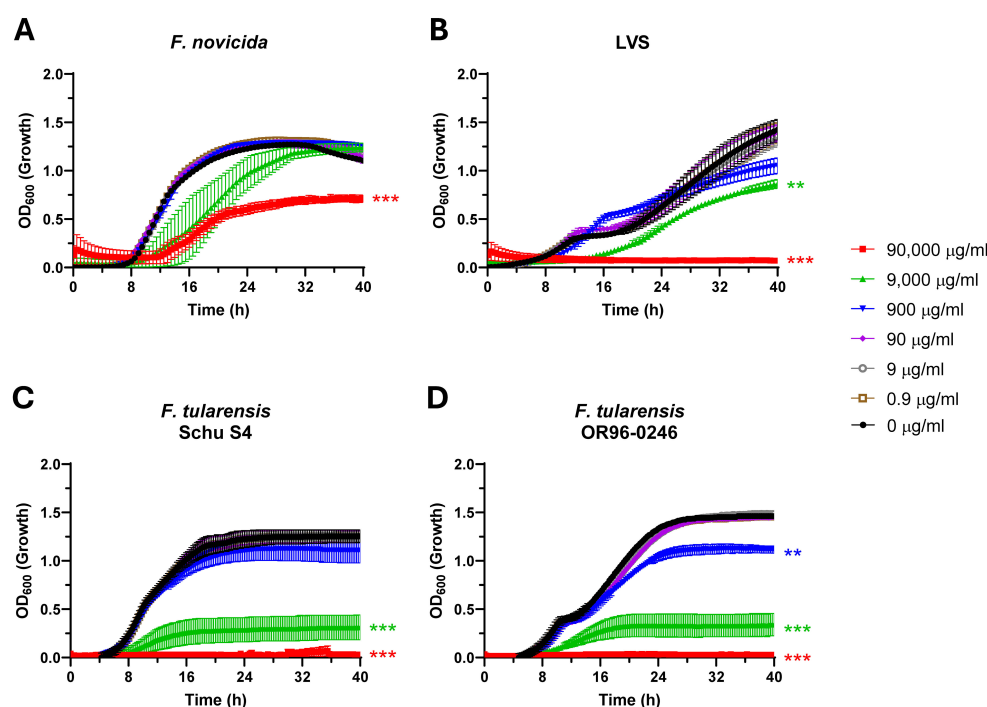 A
F. novicida
2.0
1.5
1.0
0.5
0.0
OD600 (Growth)
0 8 16 24 32 40
Time (h)
***
B
LVS
2.0
1.5
1.0
0.5
0.0
OD600 (Growth)
0 8 16 24 32 40
Time (h)
**
***
90,000 μg/ml
9,000 μg/ml
900 μg/ml
90 μg/ml
9 μg/ml
0.9 μg/ml
0 μg/ml
C
F. tularensis
Schu S4
2.0
1.5
1.0
0.5
0.0
OD600 (Growth)
0 8 16 24 32 40
Time (h)
***
***
D
F. tularensis
OR96-0246
2.0
1.5
1.0
0.5
0.0
OD600 (Growth)
0 8 16 24 32 40
Time (h)
**
***
***